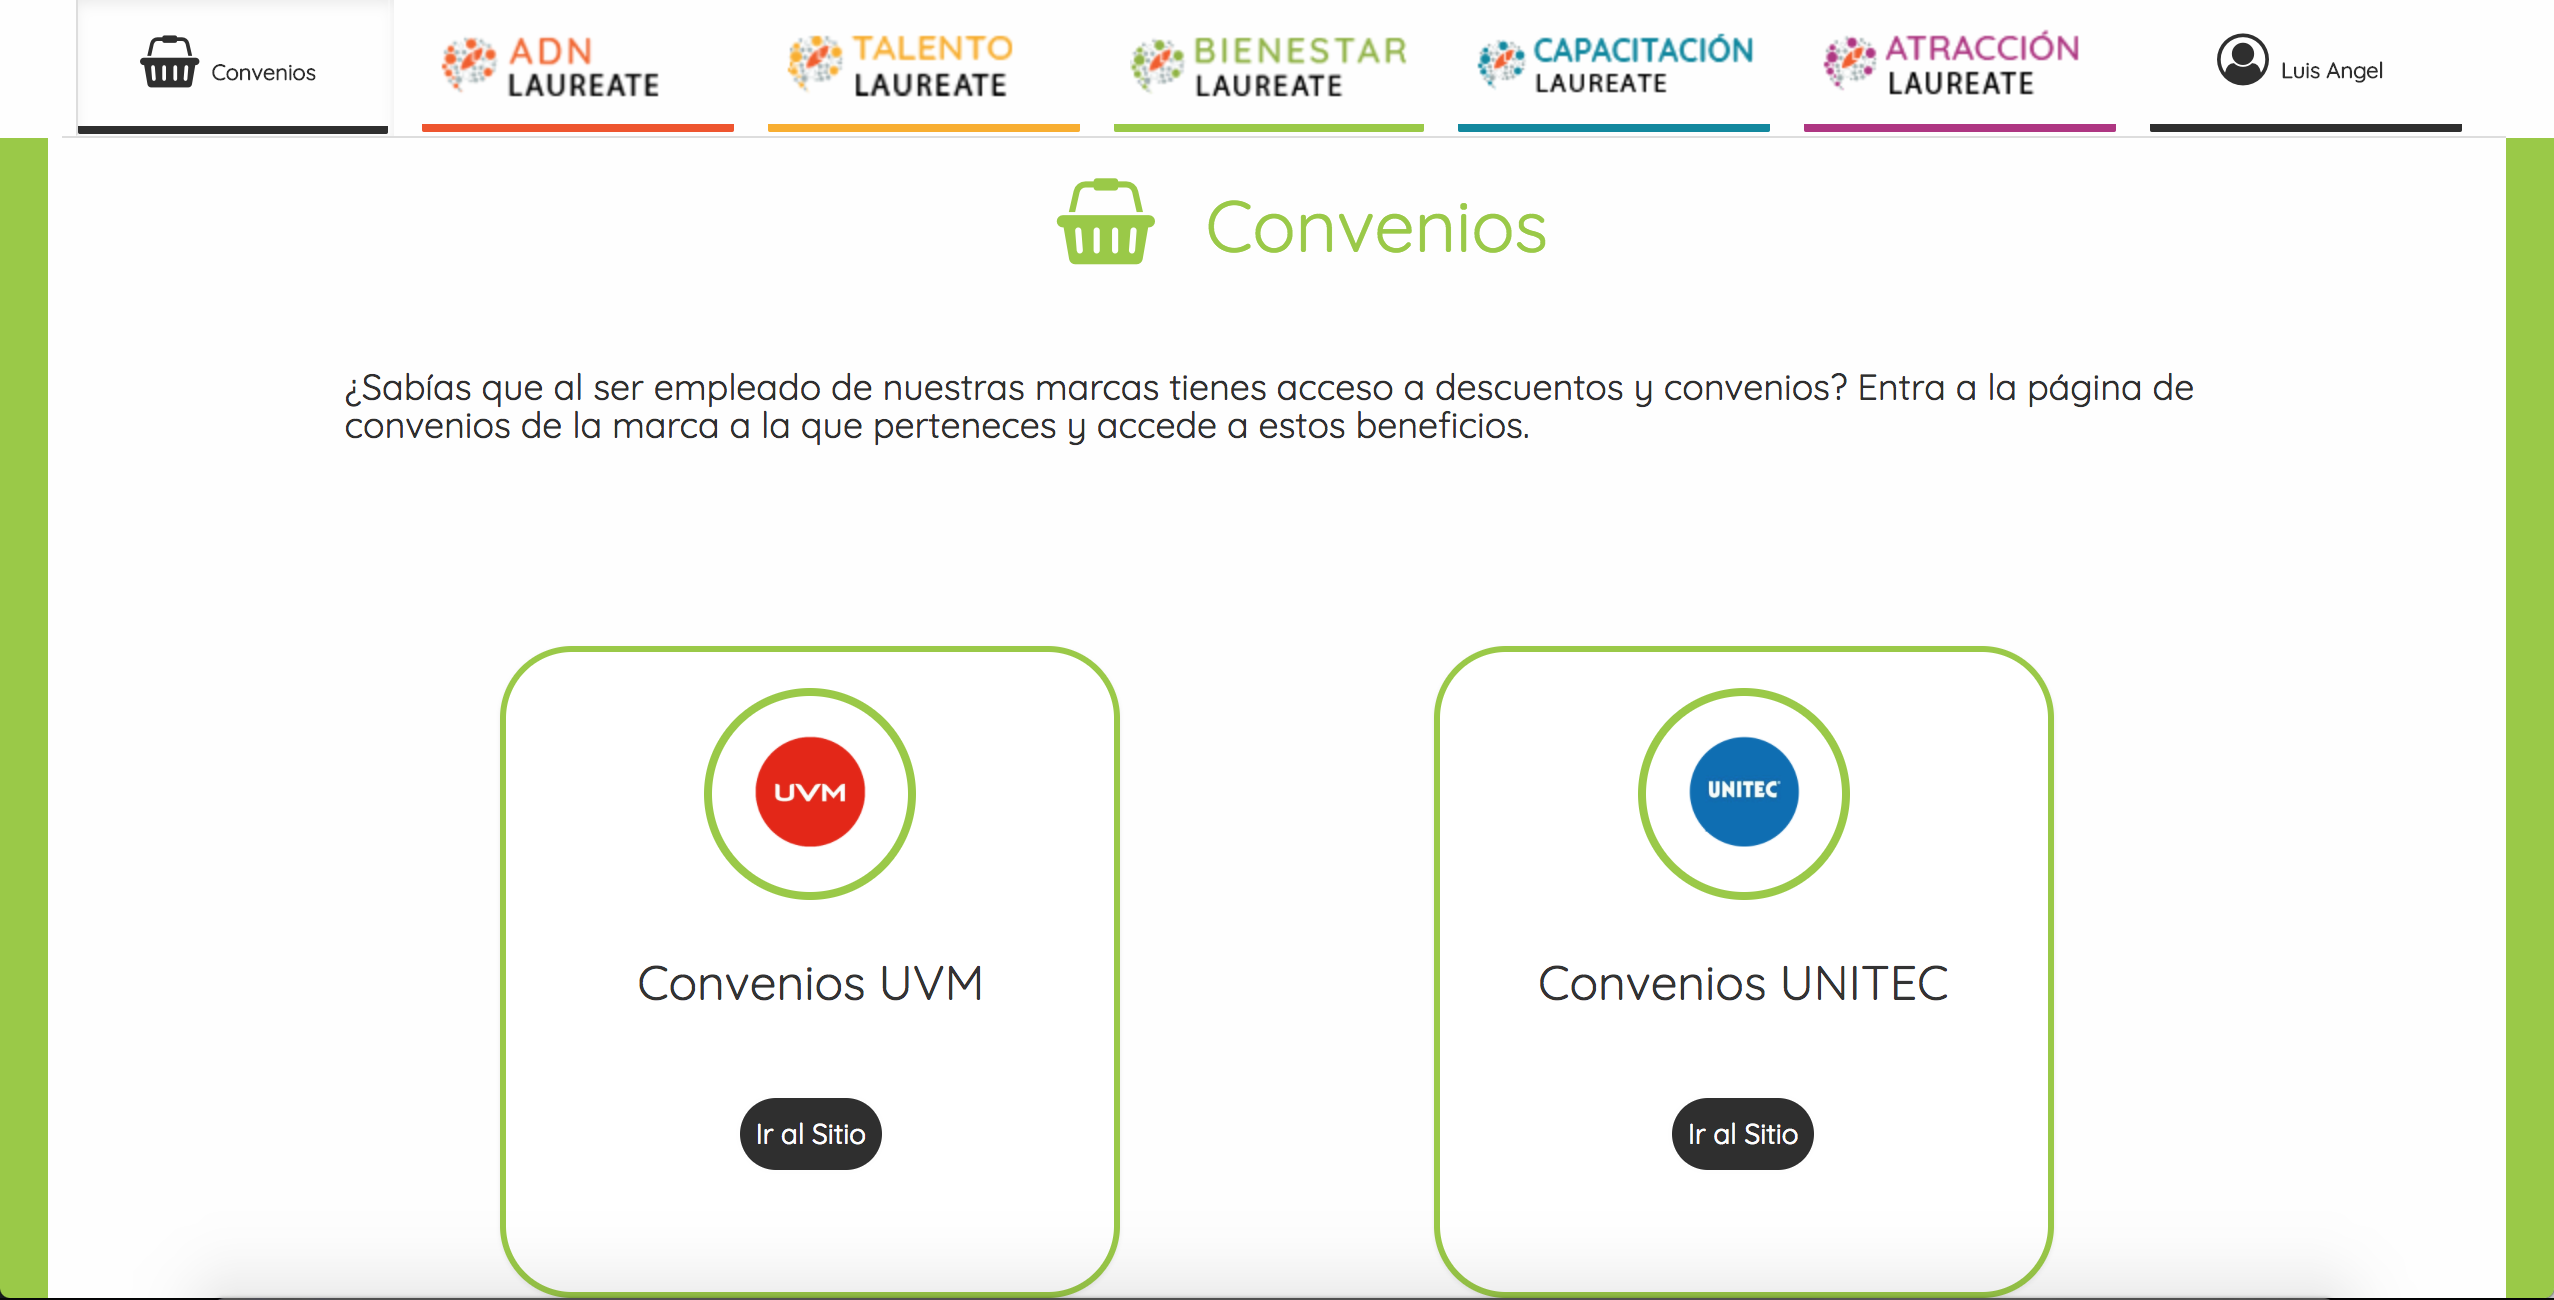 Convenios
ADN
LAUREATE
TALENTO
LAUREATE
BIENESTAR
LAUREATE
CAPACITACIÓN
LAUREATE
ATRACCIÓN
LAUREATE
Luis Angel
Convenios
¿Sabías que al ser empleado de nuestras marcas tienes acceso a descuentos y convenios? Entra a la página de
convenios de la marca a la que perteneces y accede a estos beneficios.
UVM
Convenios UVM
Ir al Sitio
UNITEC
Convenios UNITEC
Ir al Sitio